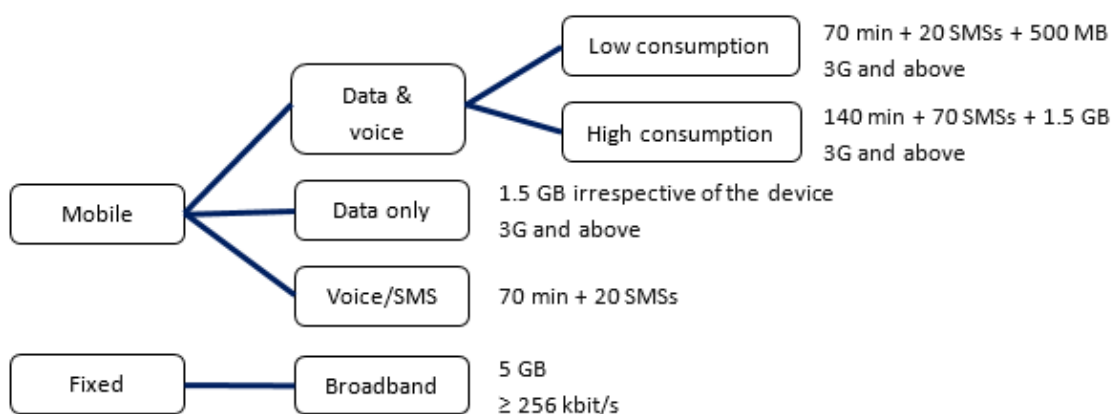 Low consumption
70 min + 20 SMSs + 500 MB
3G and above
Data &
voice
High consumption
140 min + 70 SMSs + 1.5 GB
3G and above
Mobile
Data only
1.5 GB irrespective of the device
3G and above
Voice/SMS
70 min + 20 SMSs
Fixed
Broadband
5 GB
≥ 256 kbit/s